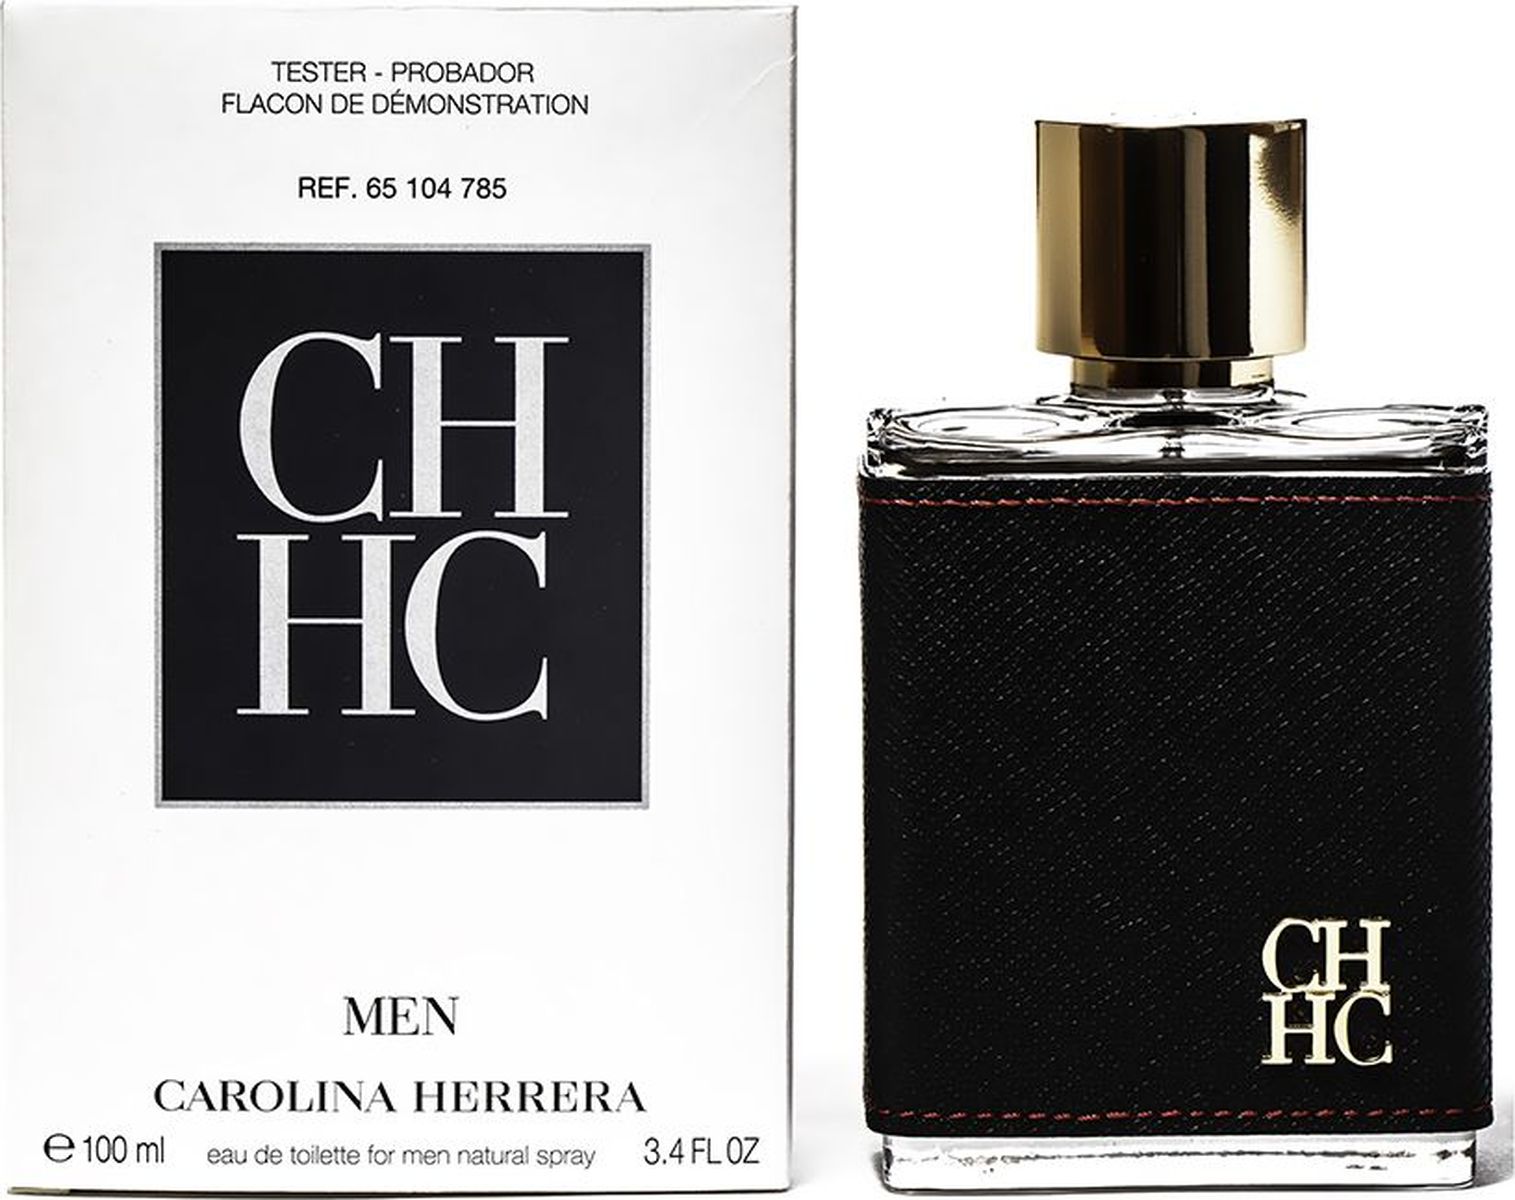 TESTER - PROBADOR
FLACON DE DÉMONSTRATION
REF. 65 104 785
CH
HC
MEN
CAROLINA HERRERA
e 100 ml eau de toilette for men natural spray 3.4 FL OZ
CH
HC